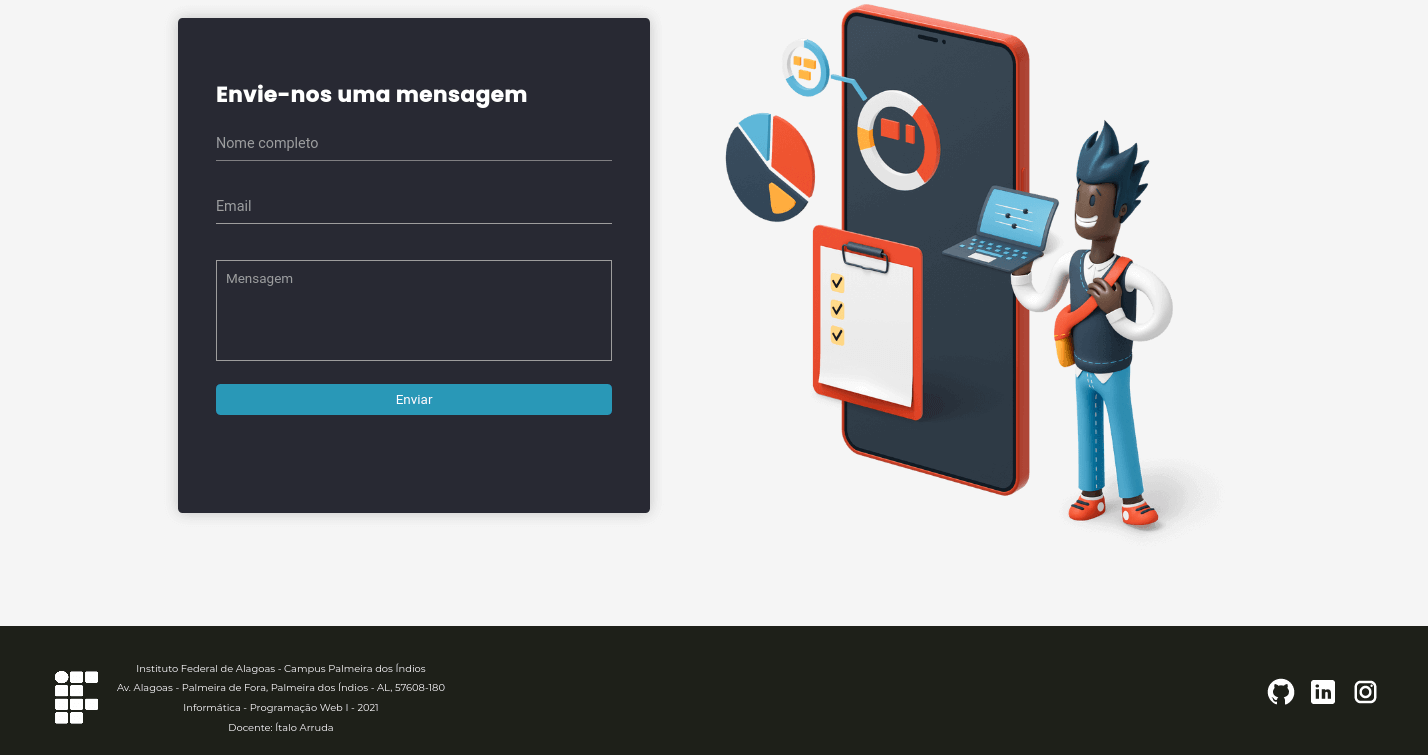 Envie-nos uma mensagem
Nome completo
Email
Mensagem
Enviar
Instituto Federal de Alagoas - Campus Palmeira dos Índios
Av. Alagoas - Palmeira de Fora, Palmeira dos Índios - AL, 57608-180
Informática - Programação Web I - 2021
Docente: Ítalo Arruda